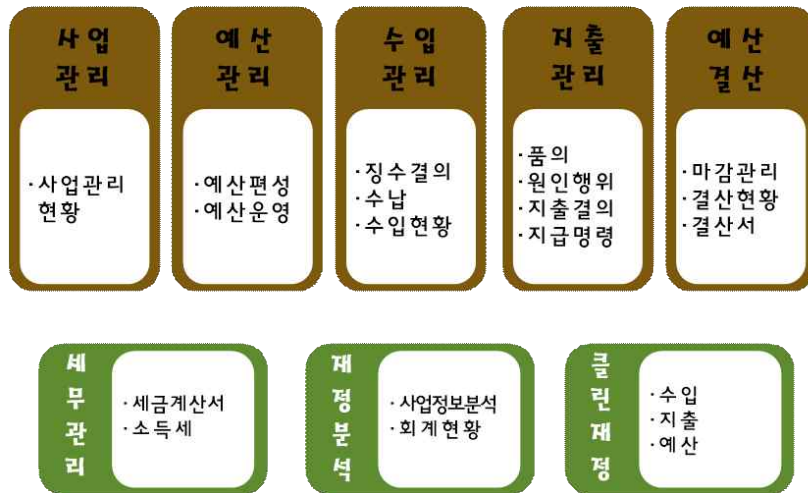 사업
관리
· 사업관리
현황
예산
관리
· 예산편성
· 예산운영
수입
관리
· 징수결의
· 수납
· 수입현황
지출
관리
· 품의
· 원인행위
· 지출결의
· 지급명령
예산
결산
· 마감관리
· 결산현황
· 결산서
세무관리
· 세금계산서
· 소득세
재정분석
· 사업정보분석
· 회계현황
클린재정
· 수입
· 지출
· 예산